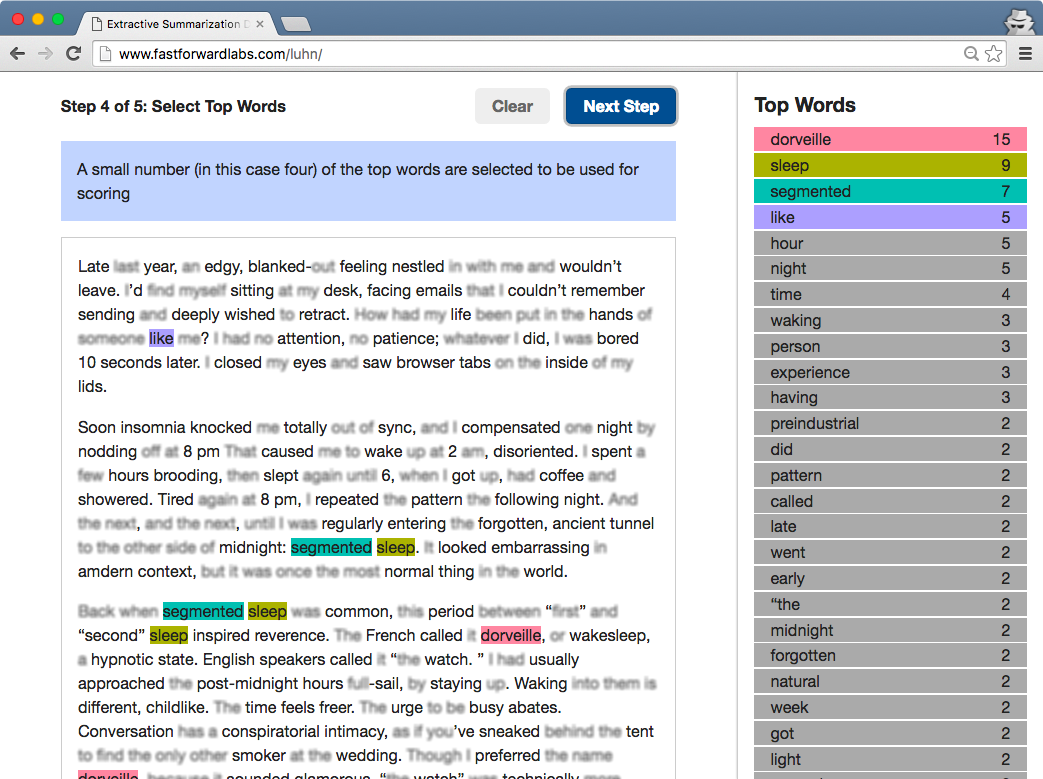 Extractive Summarization D
www.fastforwardlabs.com/luhn/
Step 4 of 5: Select Top Words
Clear
Next Step
A small number (in this case four) of the top words are selected to be used for
scoring
Late last year, an edgy, blanked-out feeling nestled in with me and wouldn’t
leave. I’d find myself sitting at my desk, facing emails that I couldn’t remember
sending and deeply wished to retract. How had my life been put in the hands of
someone like me? I had no attention, no patience; whatever I did, I was bored
10 seconds later. I closed my eyes and saw browser tabs on the inside of my
lids.
Soon insomnia knocked me totally out of sync, and I compensated one night by
nodding off at 8 pm That caused me to wake up at 2 am, disoriented. I spent a
few hours brooding, then slept again until 6, when I got up, had coffee and
showered. Tired again at 8 pm, I repeated the pattern the following night. And
the next, and the next, until I was regularly entering the forgotten, ancient tunnel
to the other side of midnight: segmented sleep. It looked embarrassing in
amdern context, but it was once the most normal thing in the world.
Back when segmented sleep was common, this period between “first” and
“second” sleep inspired reverence. The French called it dorveille, or wakesleep,
a hypnotic state. English speakers called it “the watch. ” I had usually
approached the post-midnight hours full-sail, by staying up. Waking into them is
different, childlike. The time feels freer. The urge to be busy abates.
Conversation has a conspiratorial intimacy, as if you’ve sneaked behind the tent
to find the only other smoker at the wedding. Though I preferred the name
dorveille, because it sounded glamorous, “the watch” was technically more
Top Words
dorveille 15
sleep 9
segmented 7
like 5
hour 5
night 5
time 4
waking 3
person 3
experience 3
having 3
preindustrial 2
did 2
pattern 2
called 2
late 2
went 2
early 2
“the 2
midnight 2
forgotten 2
natural 2
week 2
got 2
light 2